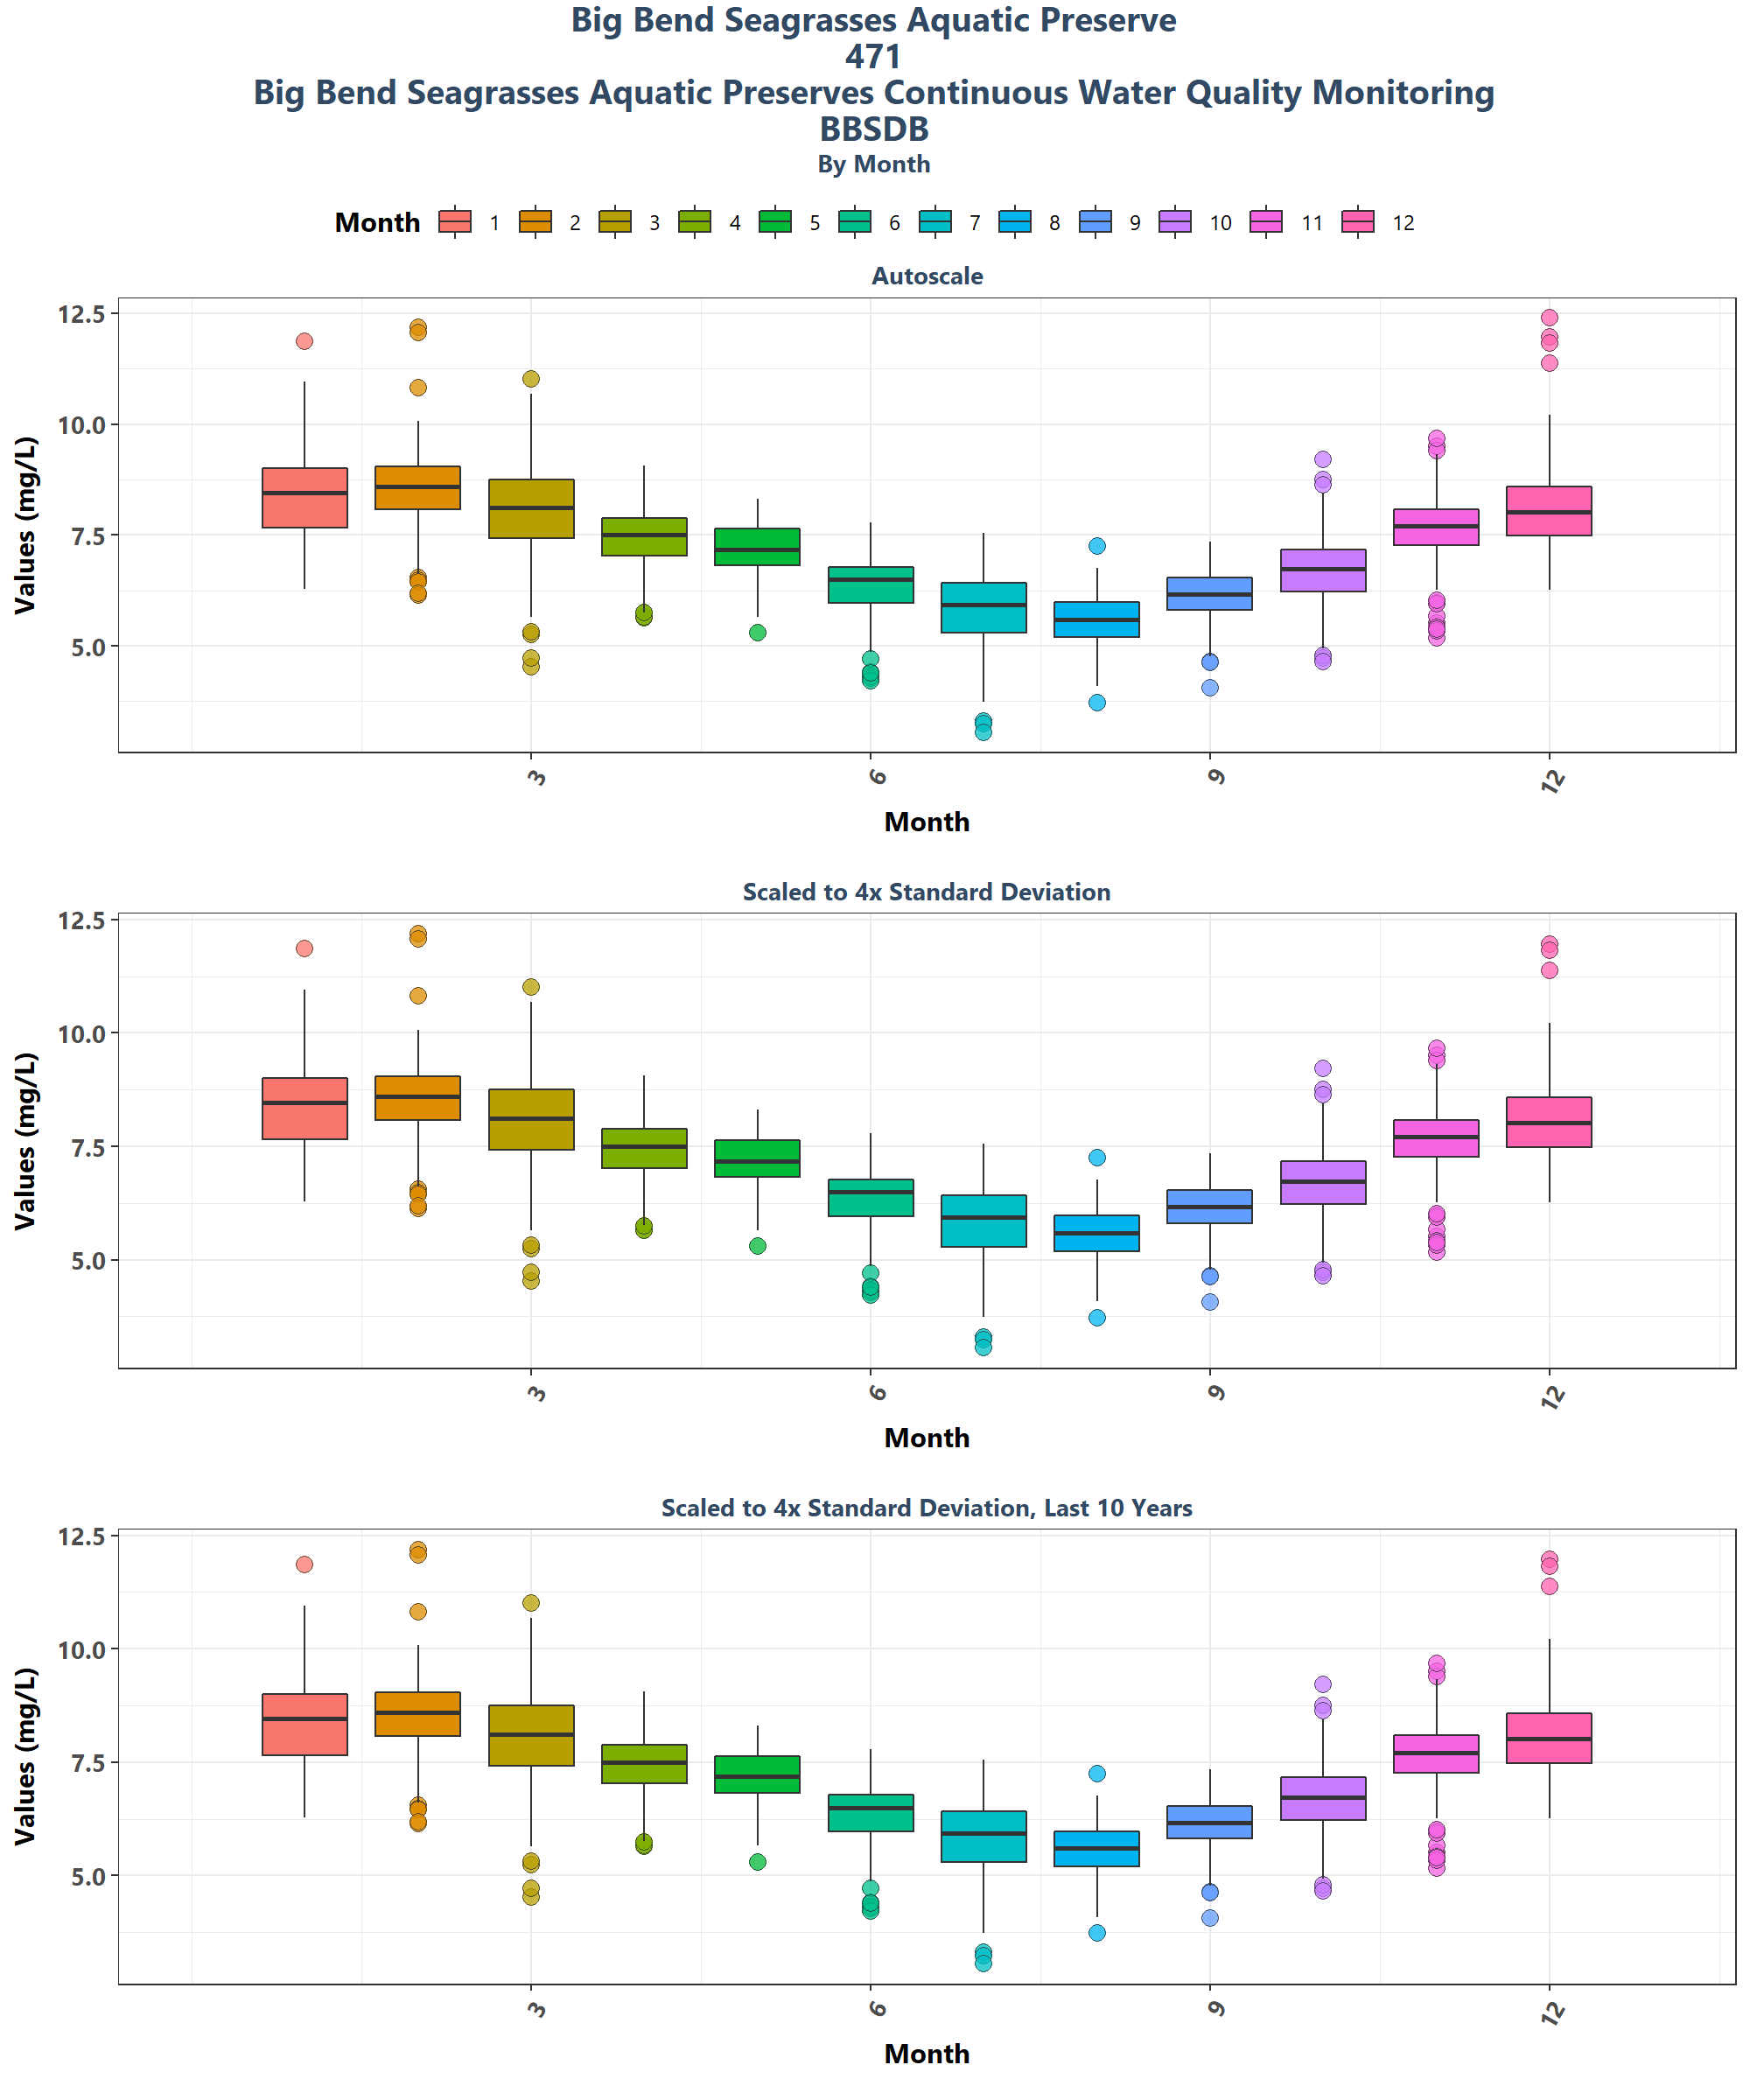 Big Bend Seagrasses Aquatic Preserve
471
Big Bend Seagrasses Aquatic Preserves Continuous Water Quality Monitoring
BBSDB
By Month
Month 1 2 3 4 5 6 7 8 9 10 11 12
Autoscale
12.5
10.0
7.5
5.0
Values (mg/L)
3 6 9 12
Month
Scaled to 4x Standard Deviation
12.5
10.0
7.5
5.0
Values (mg/L)
3 6 9 12
Month
Scaled to 4x Standard Deviation, Last 10 Years
12.5
10.0
7.5
5.0
Values (mg/L)
3 6 9 12
Month